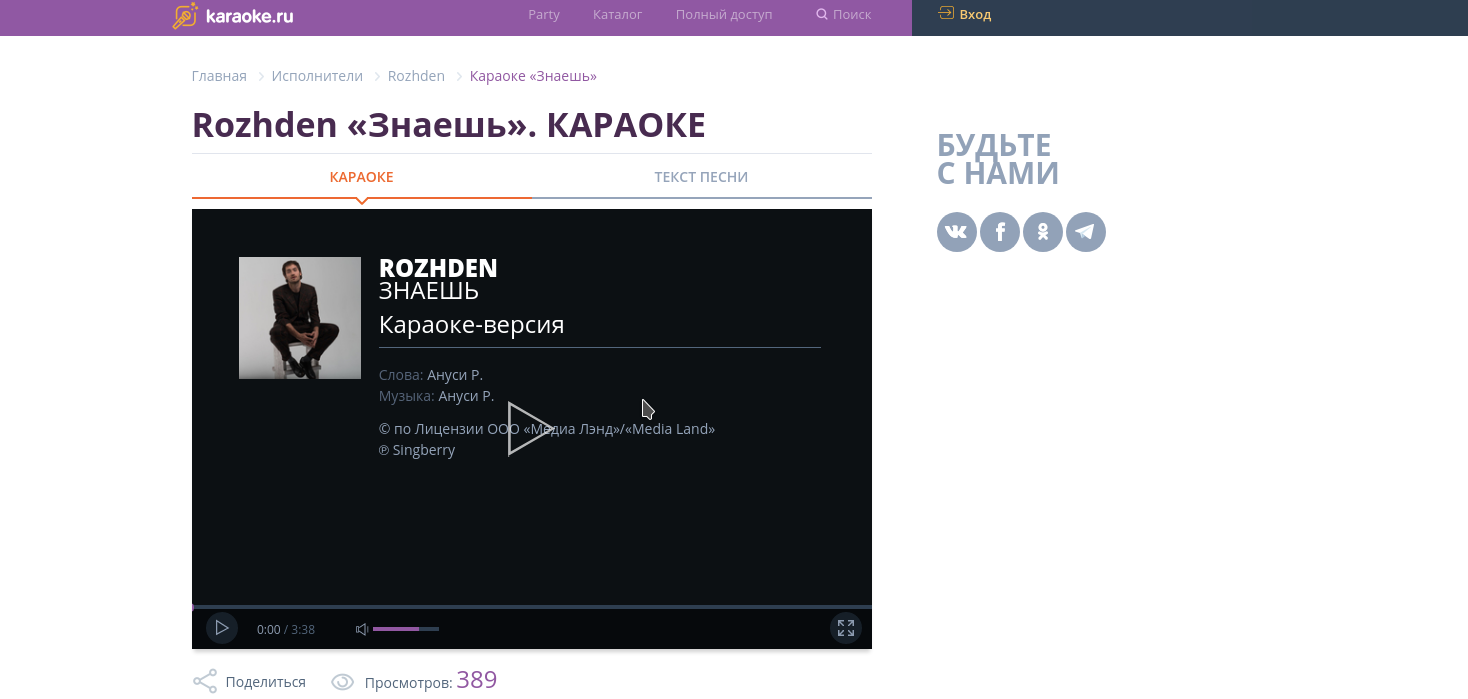 karaoke.ru
Party
Каталог
Полный доступ
Поиск
Вход
Главная
Исполнители
Rozhden
Караоке «Знаешь»
Rozhden «Знаешь». КАРАОКЕ
КАРАОКЕ
ТЕКСТ ПЕСНИ
ROZHDEN
ЗНАЕШЬ
Караоке-версия
Слова: Ануси Р.
Музыка: Ануси Р.
© по Лицензии ООО «Медиа Лэнд»/«Media Land»
℗ Singberry
0:00 / 3:38
Поделиться
Просмотров: 389
БУДЬТЕ
С НАМИ